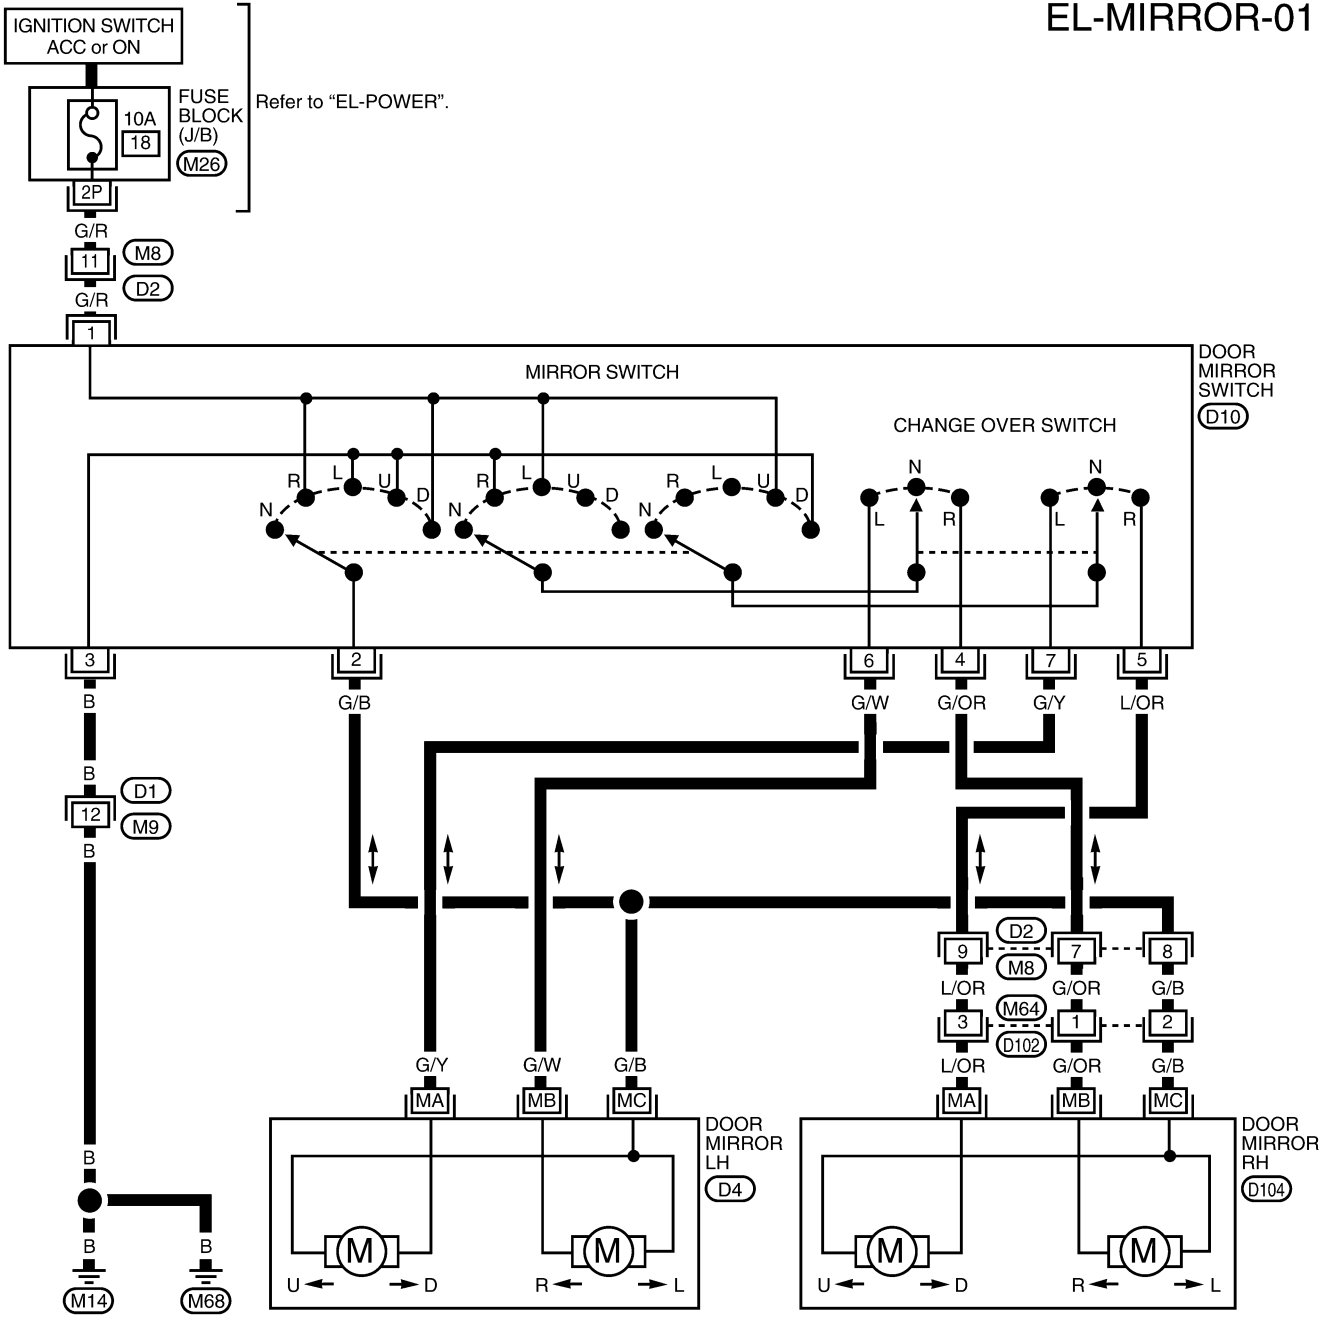 EL-MIRROR-01
IGNITION SWITCH
ACC or ON
FUSE
BLOCK
(J/B)
M26
10A
18
Refer to “EL-POWER”.
2P
G/R
11
M8
D2
G/R
1
DOOR
MIRROR
SWITCH
D10
MIRROR SWITCH
CHANGE OVER SWITCH
N R L U D
N R L U D
N R L U D
L N R
L N R
3 2 6 4 7 5
B G/B G/W G/OR G/Y L/OR
B
12
D1
M9
B
D2
9 7 8
M8
L/OR G/OR G/B
M64
3 1 2
D102
G/Y G/W G/B L/OR G/OR G/B
MA MB MC MA MB MC
DOOR
MIRROR
LH
D4
DOOR
MIRROR
RH
D104
B
B B
M14 M68
M M M M
U D R L U D R L